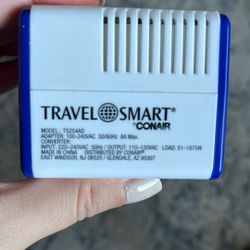 TRAVEL SMART®
BY CONAIR
MODEL: TS254AD
ADAPTER: 100-240VAC 50/60Hz 8A Max.
CONVERTER:
INPUT: 220-240VAC 50Hz / OUTPUT: 110-120VAC LOAD: 51-1875W
MADE IN CHINA DISTRIBUTED BY CONAIR®
EAST WINDSOR, NJ 08520 / GLENDALE, AZ 85307